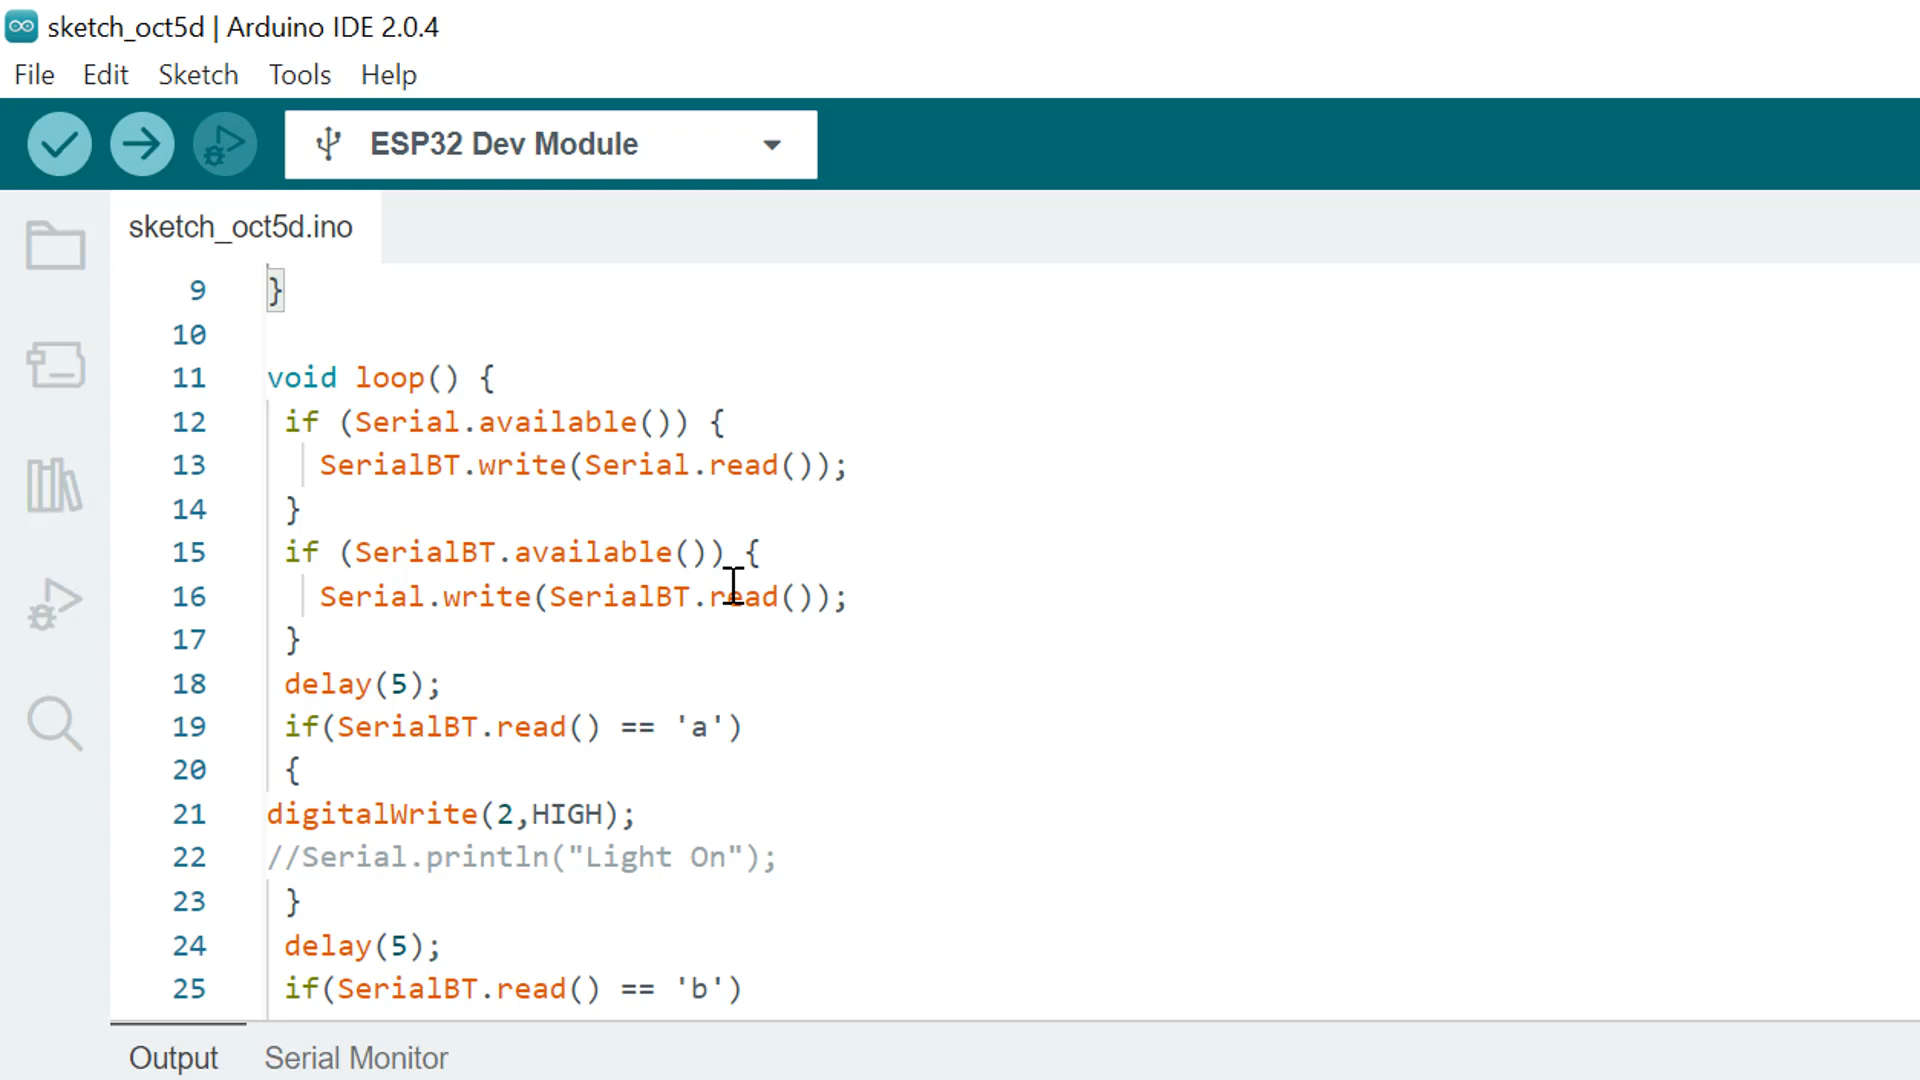 sketch_oct5d | Arduino IDE 2.0.4
File Edit Sketch Tools Help
ESP32 Dev Module
sketch_oct5d.ino
9 }
10
11 void loop() {
12 if (Serial.available()) {
13 SerialBT.write(Serial.read());
14 }
15 if (SerialBT.available()) {
16 Serial.write(SerialBT.read());
17 }
18 delay(5);
19 if(SerialBT.read() == 'a')
20 {
21 digitalWrite(2,HIGH);
22 //Serial.println("Light On");
23 }
24 delay(5);
25 if(SerialBT.read() == 'b')
Output Serial Monitor